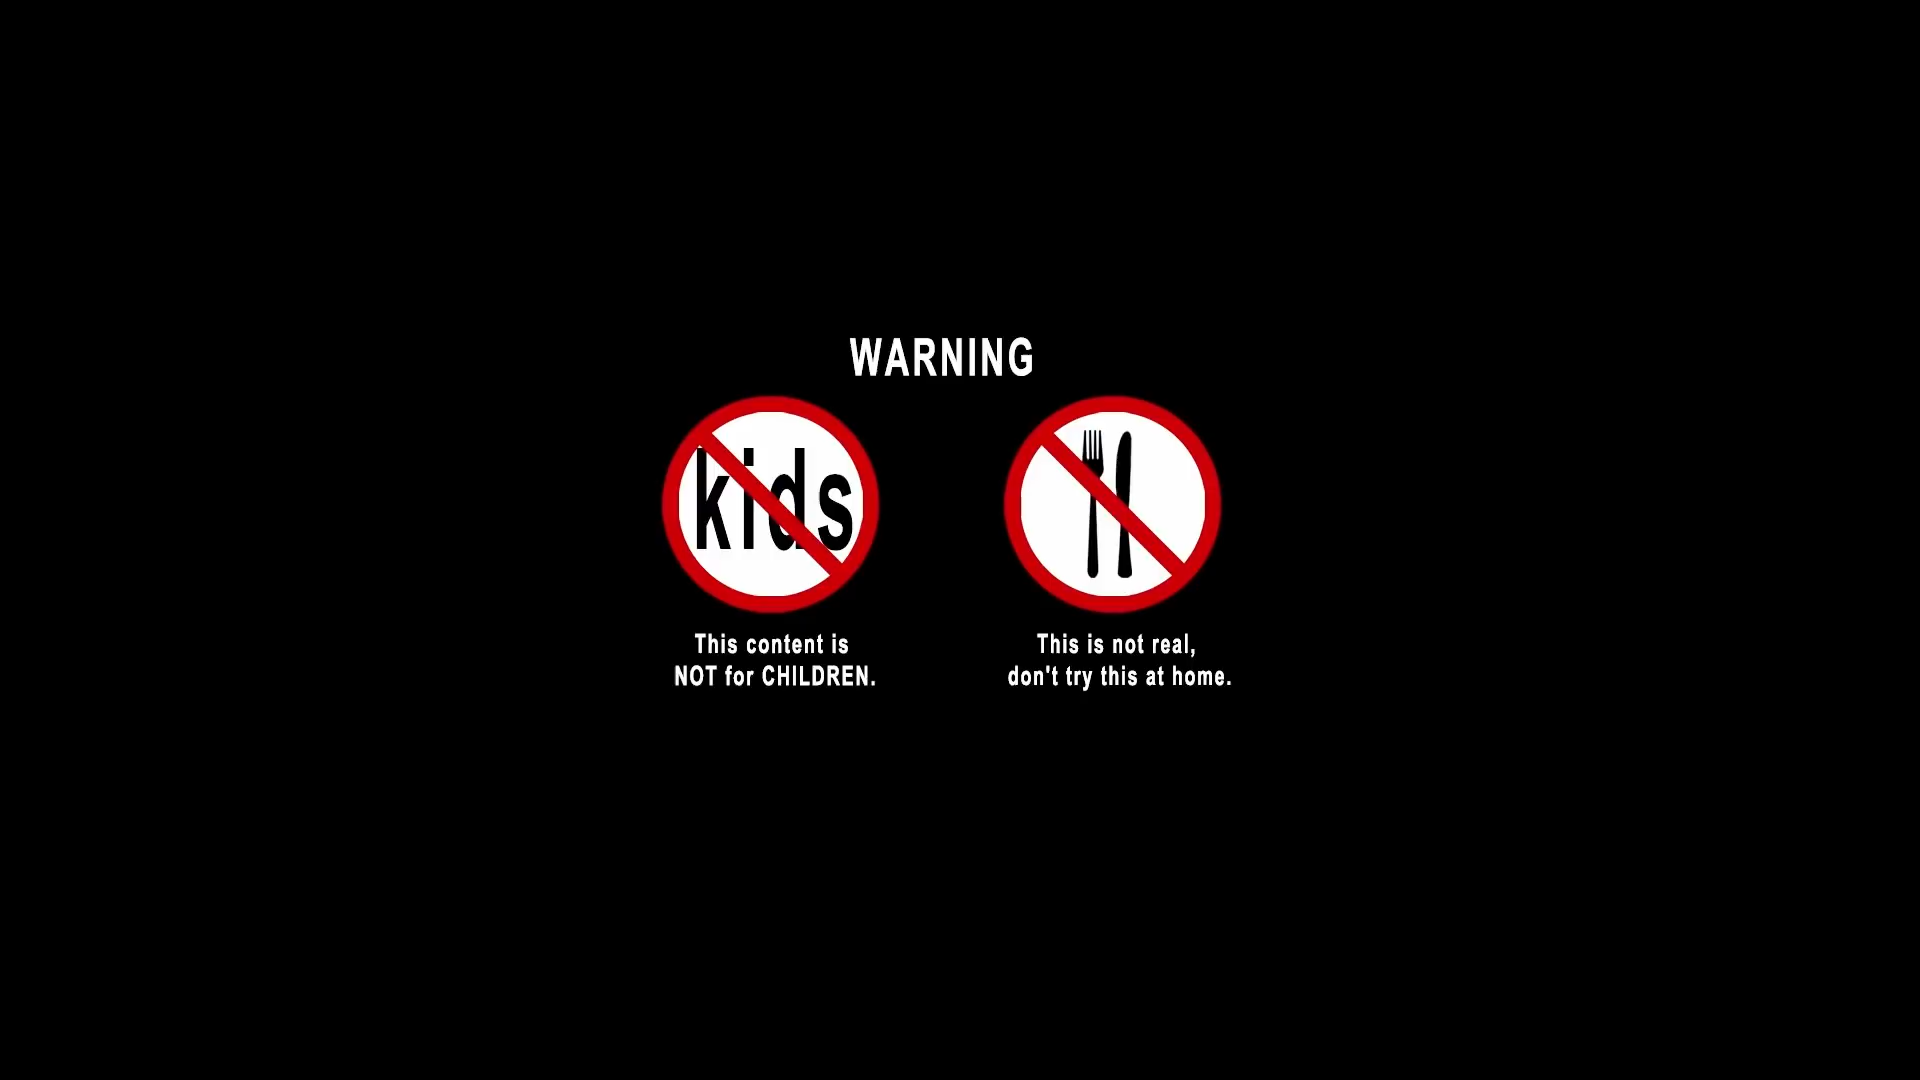 WARNING
kids
This content is
NOT for CHILDREN.
This is not real,
don't try this at home.